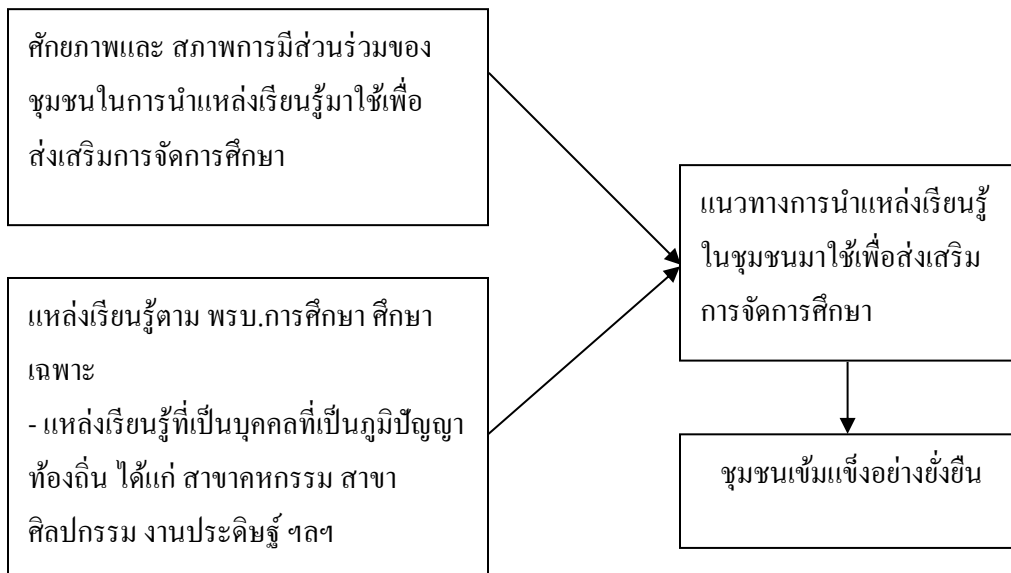 ศักยภาพและ สภาพการมีส่วนร่วมของ
ชุมชนในการนำแหล่งเรียนรู้มาใช้เพื่อ
ส่งเสริมการจัดการศึกษา
แหล่งเรียนรู้ตาม พรบ.การศึกษา ศึกษา
เฉพาะ
- แหล่งเรียนรู้ที่เป็นบุคคลที่เป็นภูมิปัญญา
ท้องถิ่น ได้แก่ สาขาคหกรรม สาขา
ศิลปกรรม งานประดิษฐ์ ฯลฯ
แนวทางการนำแหล่งเรียนรู้
ในชุมชนมาใช้เพื่อส่งเสริม
การจัดการศึกษา
ชุมชนเข้มแข็งอย่างยั่งยืน